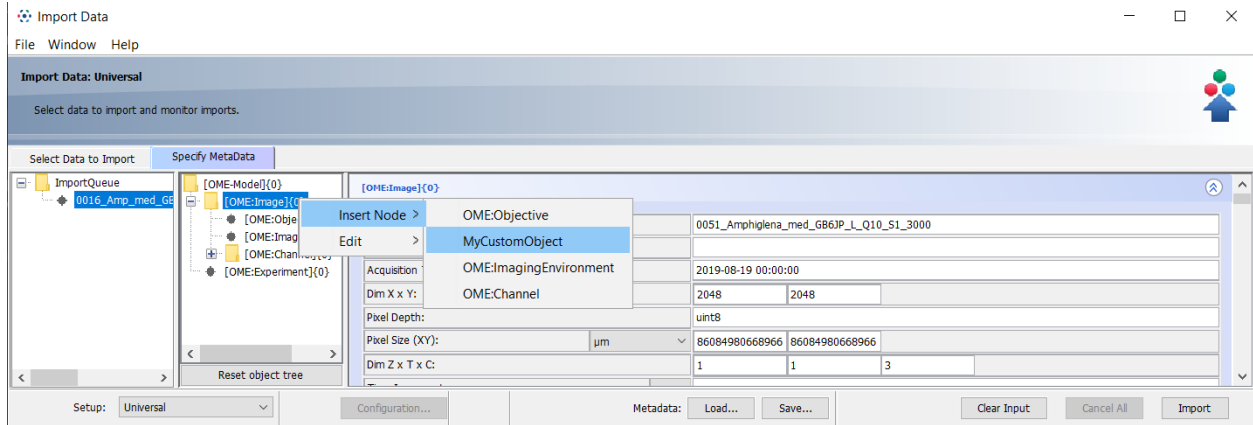 Import Data
File Window Help
Import Data: Universal
Select data to import and monitor imports.
Select Data to Import Specify MetaData
ImportQueue
0016_Amp_med_GB
[OME-Model]{0}
[OME:Image]{0}
[OME:Obje
[OME:Imag
[OME:Channel]{0}
[OME:Experiment]{0}
Reset object tree
Insert Node >
Edit >
OME:Objective
MyCustomObject
OME:ImagingEnvironment
OME:Channel
[OME:Image]{0}
0051_Amphiglena_med_GB6JP_L_Q10_S1_3000
Acquisition 2019-08-19 00:00:00
Dim X x Y: 2048 2048
Pixel Depth: uint8
Pixel Size (XY): µm 86084980668966 86084980668966
Dim Z x T x C: 1 1 3
Setup: Universal Configuration... Metadata: Load... Save... Clear Input Cancel All Import